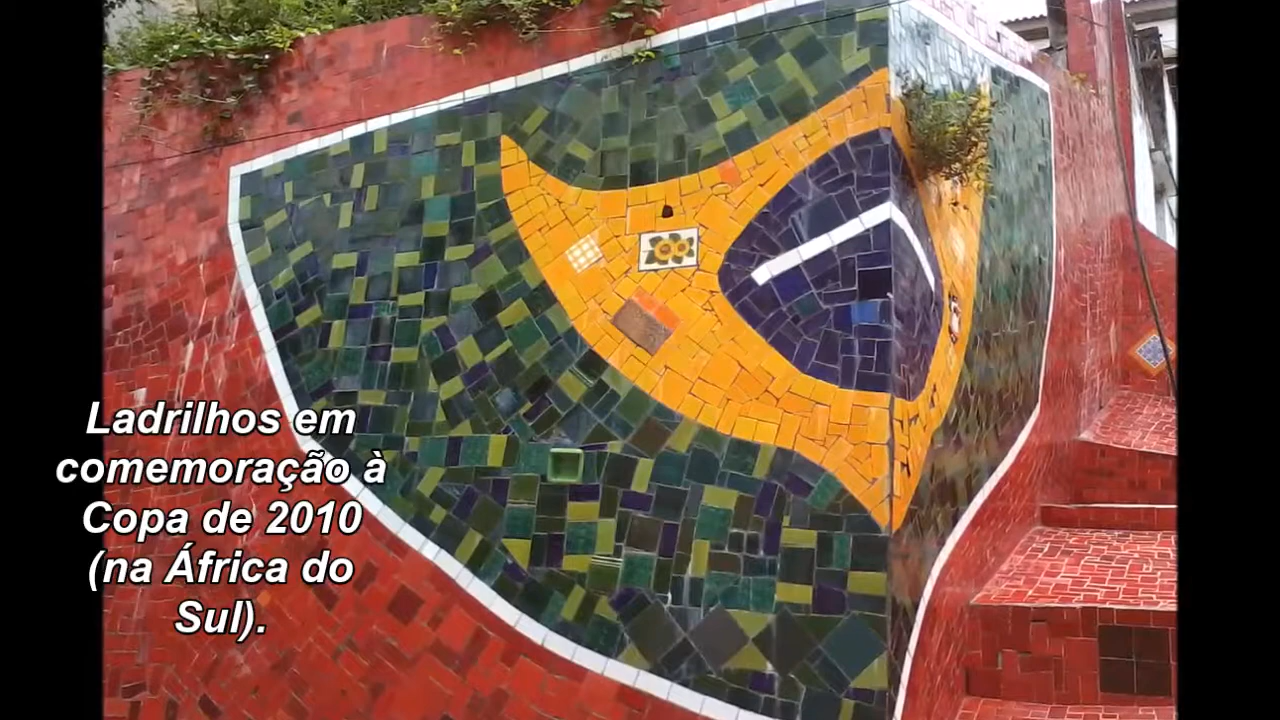 Ladrilhos em
comemoração à
Copa de 2010
(na África do
Sul).